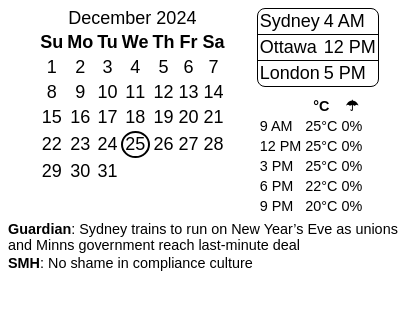 December 2024
Su Mo Tu We Th Fr Sa
1 2 3 4 5 6 7
8 9 10 11 12 13 14
15 16 17 18 19 20 21
22 23 24 25 26 27 28
29 30 31
Sydney 4 AM
Ottawa 12 PM
London 5 PM
°C ☂
9 AM 25°C 0%
12 PM 25°C 0%
3 PM 25°C 0%
6 PM 22°C 0%
9 PM 20°C 0%
Guardian: Sydney trains to run on New Year’s Eve as unions
and Minns government reach last-minute deal
SMH: No shame in compliance culture